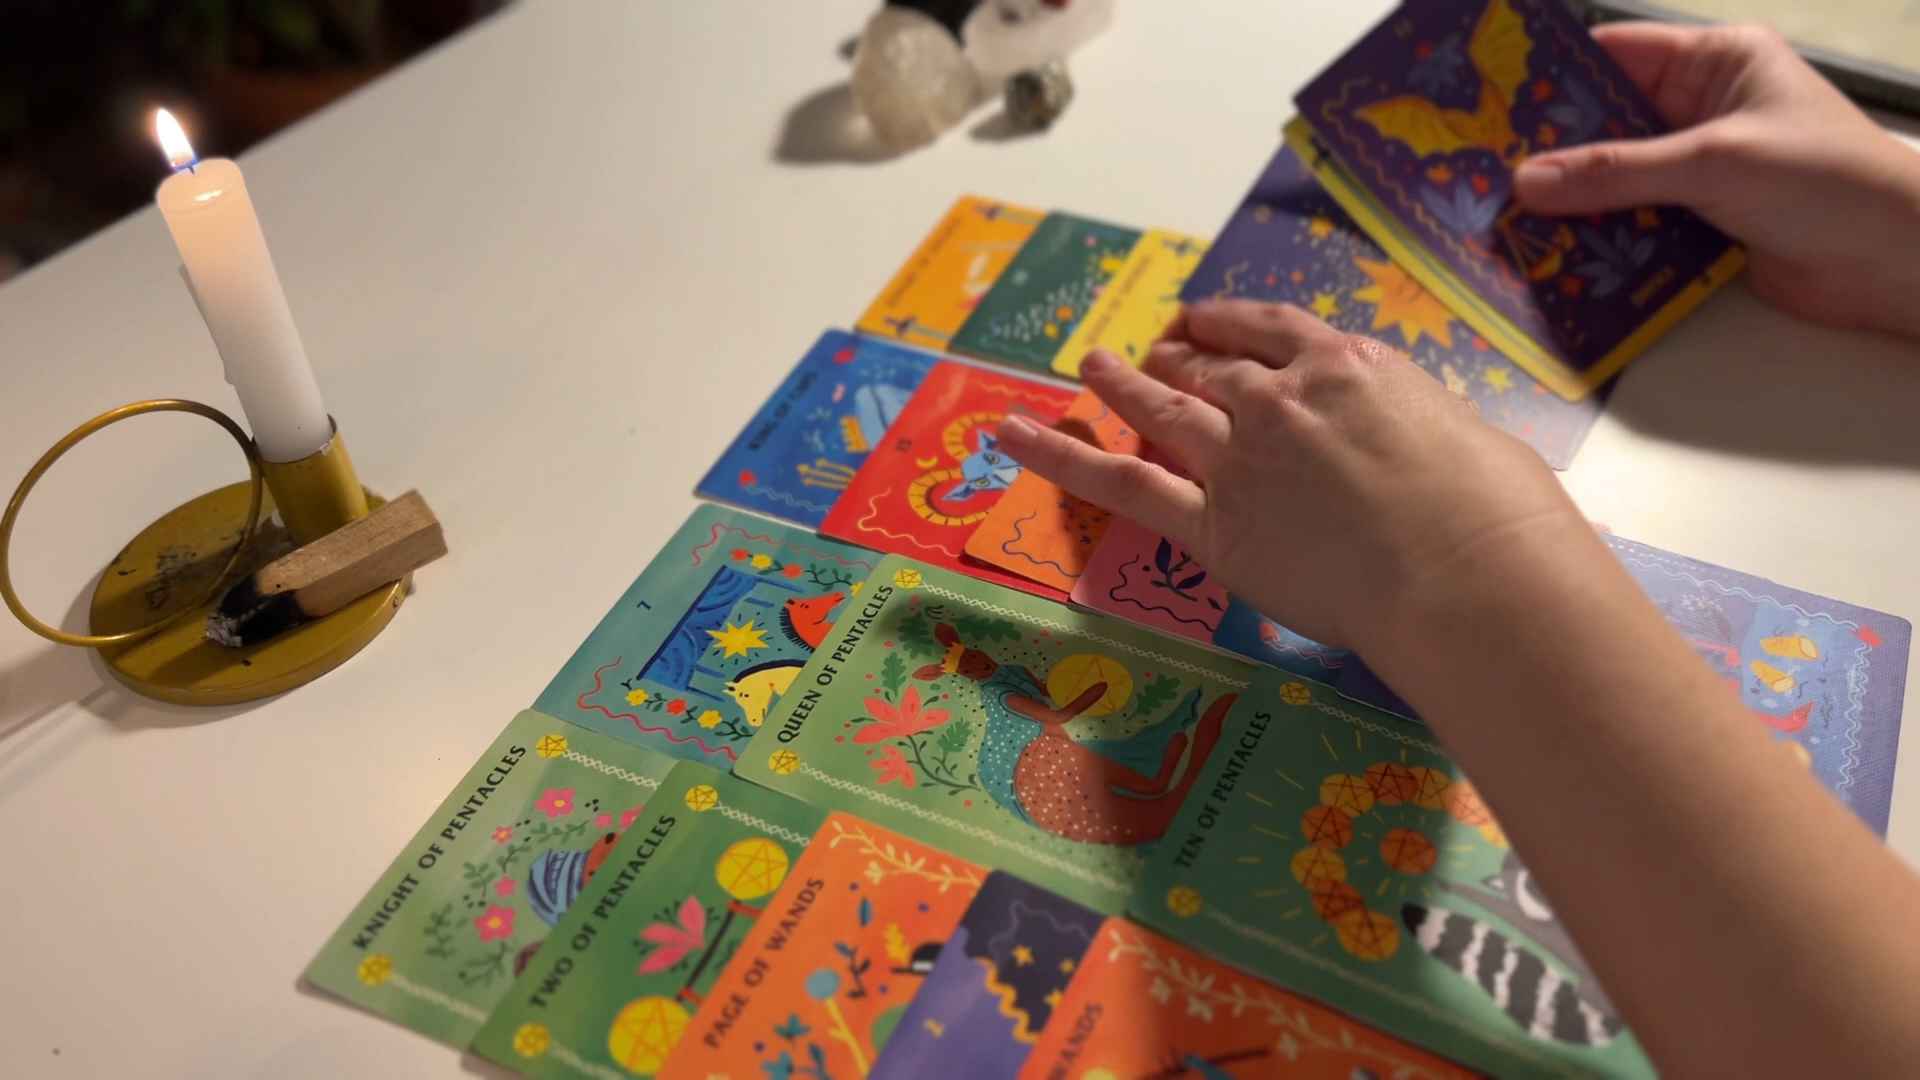 KING OF CUPS
15
7
QUEEN OF PENTACLES
TEN OF PENTACLES
KNIGHT OF PENTACLES
TWO OF PENTACLES
PAGE OF WANDS
2
WANDS